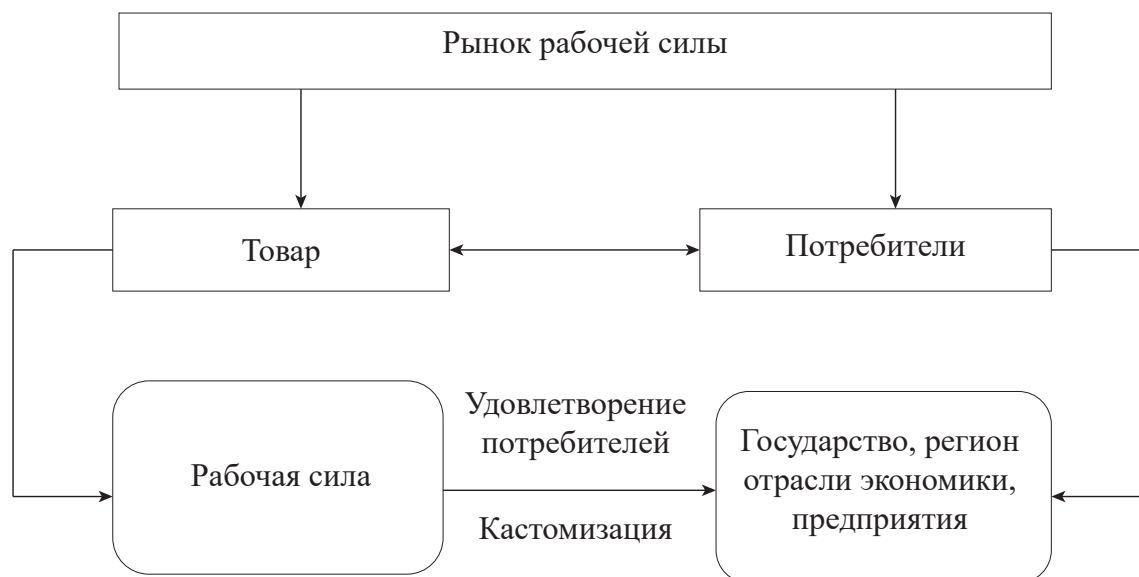 Рынок рабочей силы
Товар
Потребители
Рабочая сила
Удовлетворение
потребителей
Кастомизация
Государство, регион
отрасли экономики,
предприятия